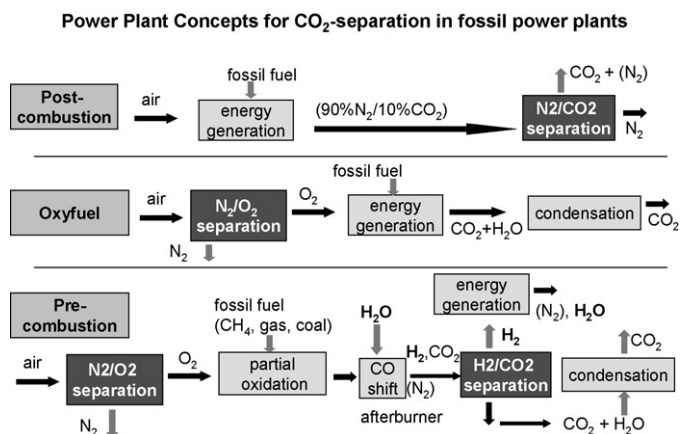 Power Plant Concepts for CO₂-separation in fossil power plants
Post-
combustion
air
fossil fuel
energy
generation
(90%N₂/10%CO₂)
N2/CO2
separation
CO₂ + (N₂)
N₂
Oxyfuel
air
N₂/O₂
separation
N₂
O₂
fossil fuel
energy
generation
CO₂+H₂O
condensation
CO₂
Pre-
combustion
air
N2/O2
separation
N₂
O₂
fossil fuel
(CH₄, gas, coal)
partial
oxidation
H₂O
CO
shift
afterburner
H₂,CO₂
(N₂)
H2/CO2
separation
H₂
energy
generation
(N₂), H₂O
CO₂ + H₂O
condensation
CO₂